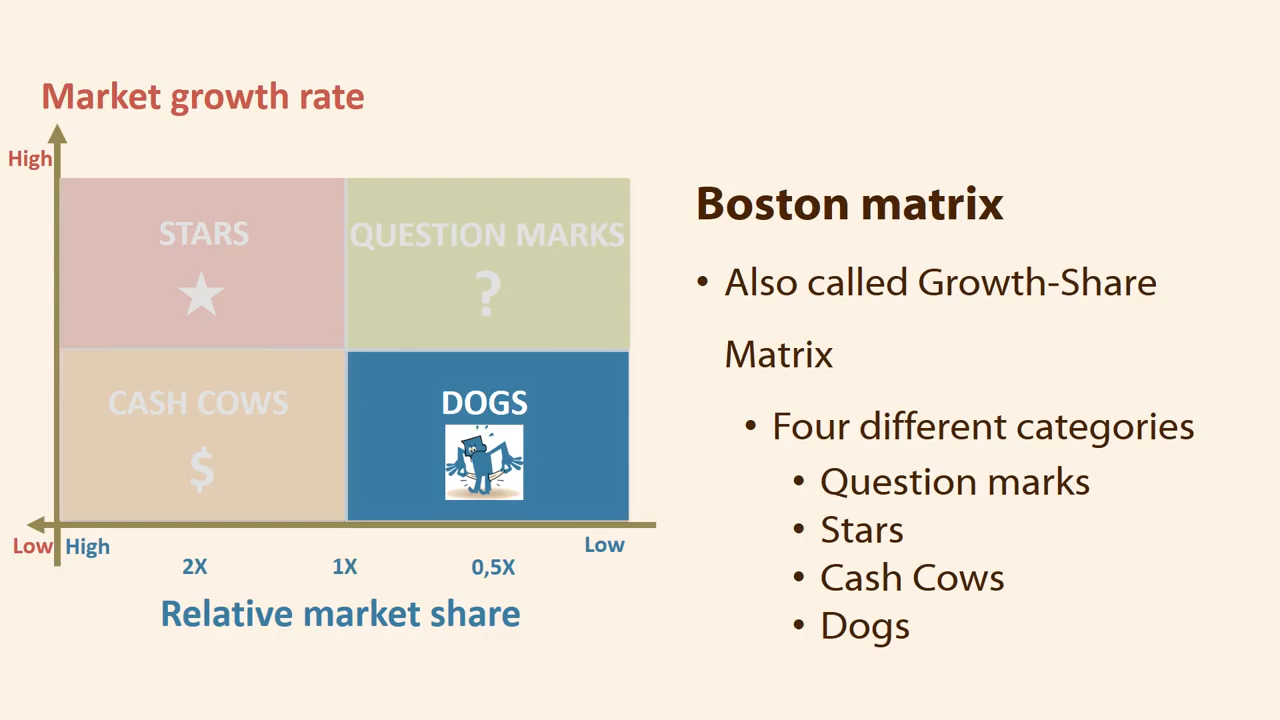 Market growth rate
High
STARS
★
QUESTION MARKS
?
CASH COWS
$
DOGS
Low
High
2X
1X
0,5X
Low
Relative market share
Boston matrix
• Also called Growth-Share
Matrix
• Four different categories
• Question marks
• Stars
• Cash Cows
• Dogs